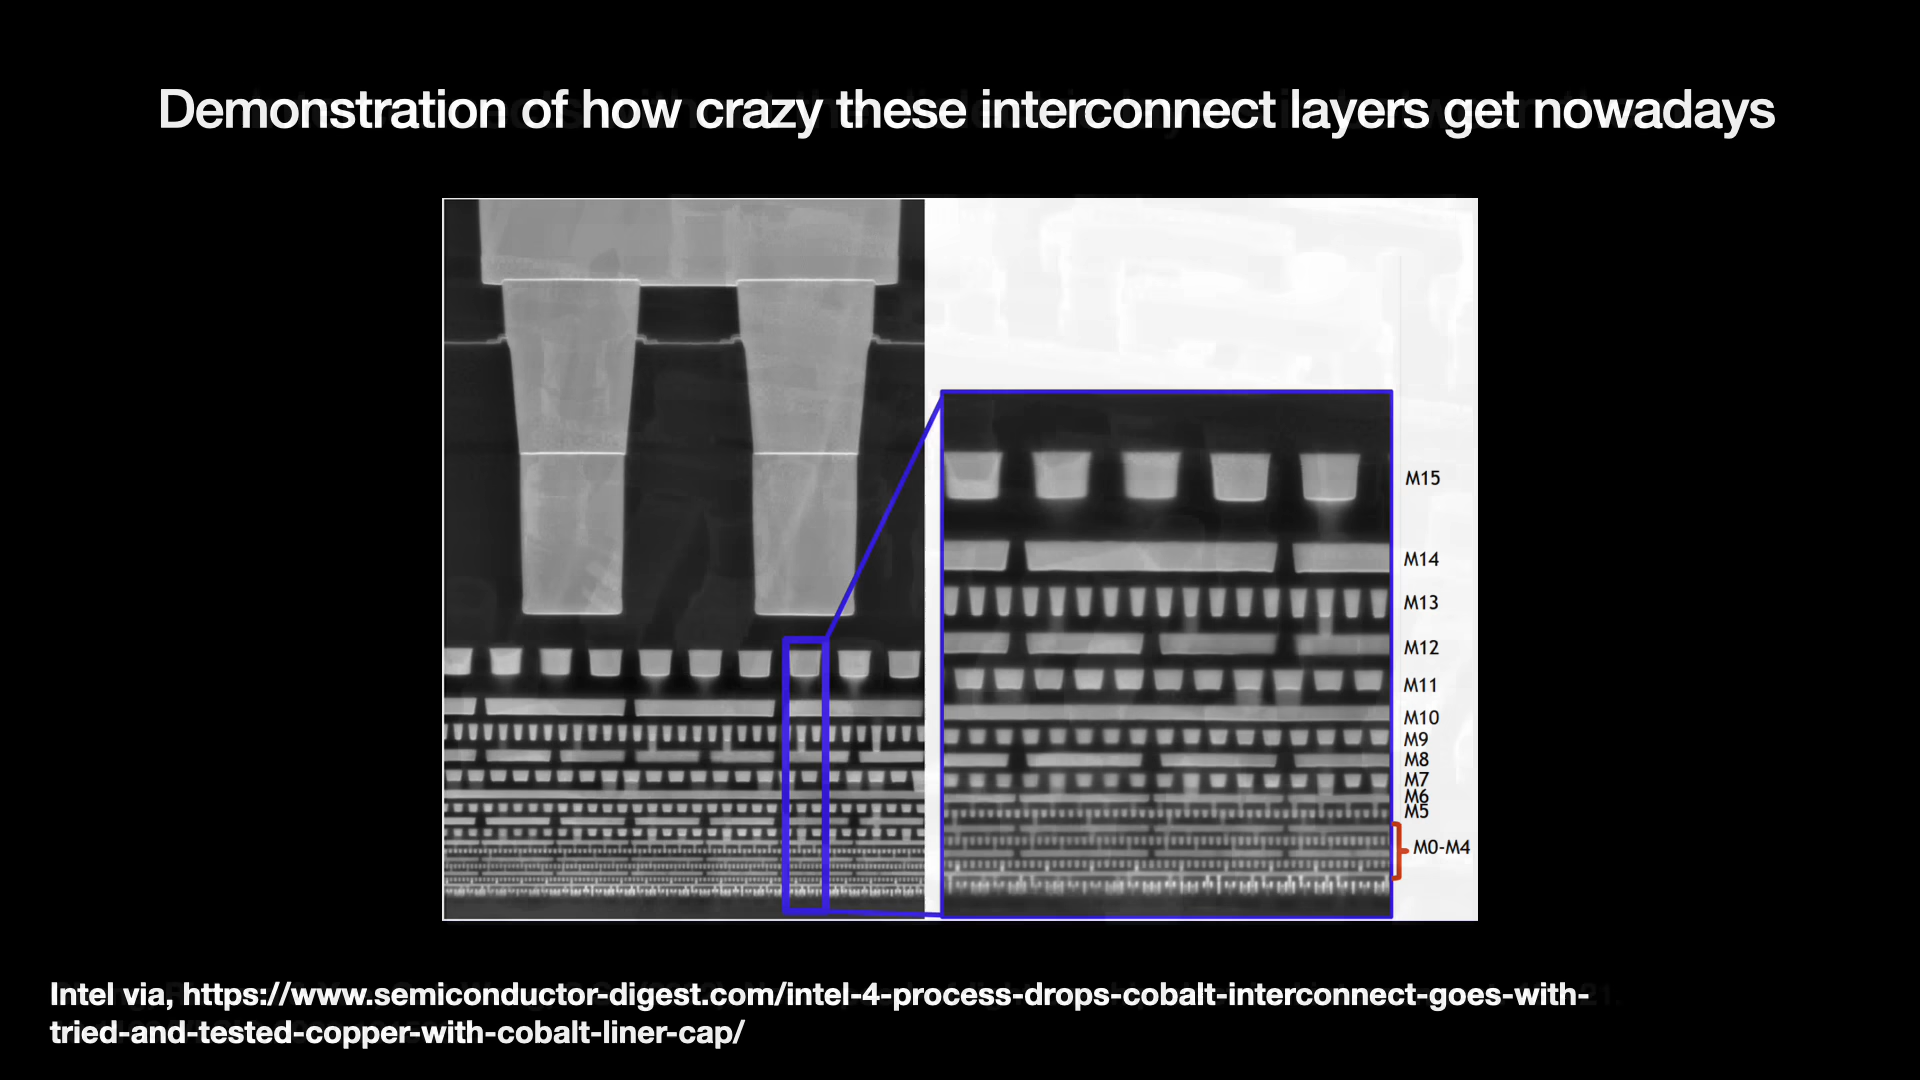 Demonstration of how crazy these interconnect layers get nowadays
M15
M14
M13
M12
M11
M10
M9
M8
M7
M6
M5
M0-M4
Intel via, https://www.semiconductor-digest.com/intel-4-process-drops-cobalt-interconnect-goes-with-
tried-and-tested-copper-with-cobalt-liner-cap/